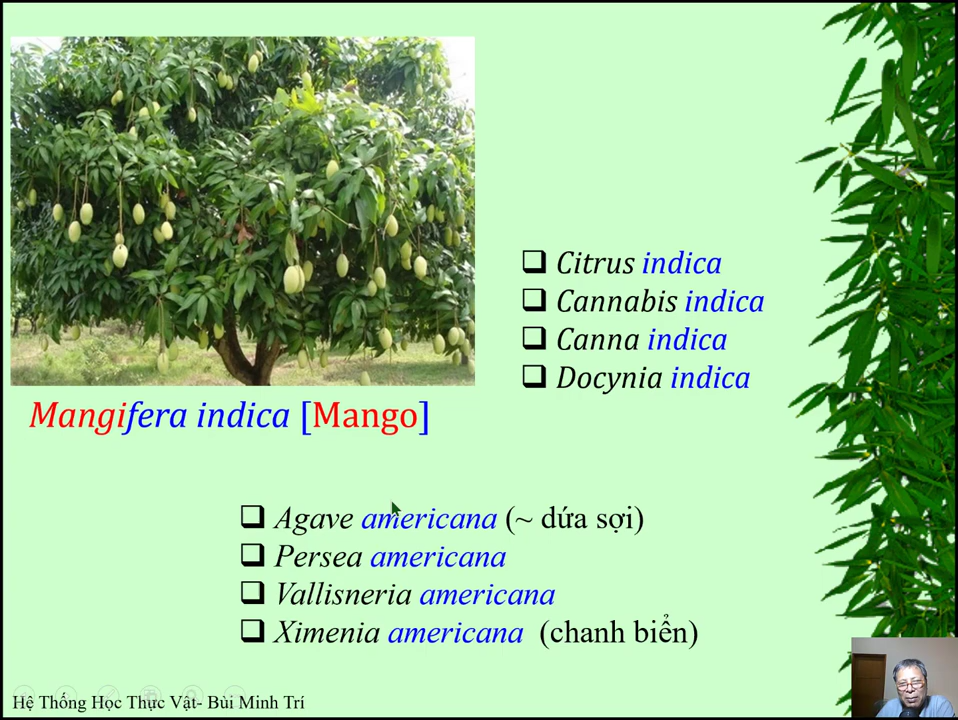 Citrus indica
Cannabis indica
Canna indica
Docynia indica
Mangifera indica [Mango]
Agave americana (~ dứa sợi)
Persea americana
Vallisneria americana
Ximenia americana (chanh biển)
Hệ Thống Học Thực Vật- Bùi Minh Trí